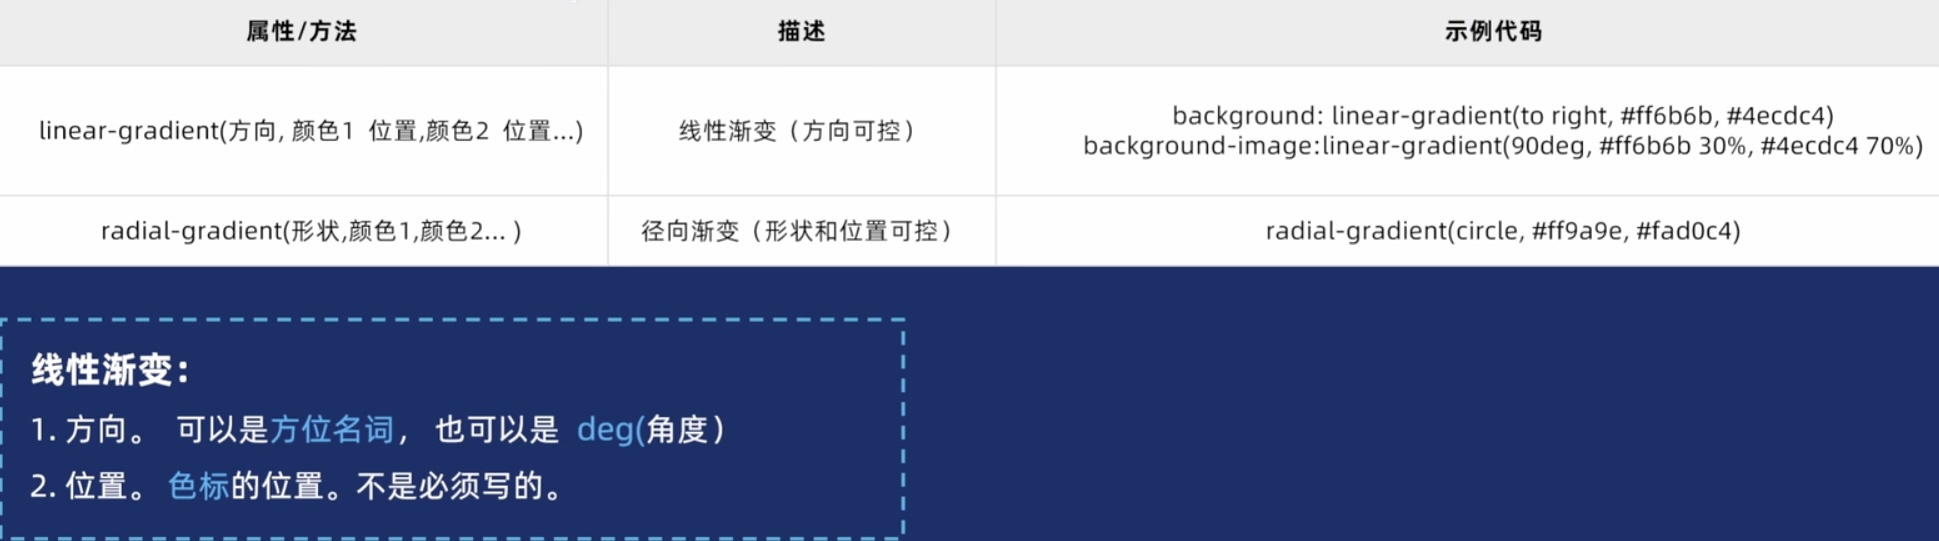 属性/方法 描述 示例代码
linear-gradient(方向, 颜色1 位置,颜色2 位置...) 线性渐变（方向可控） background: linear-gradient(to right, #ff6b6b, #4ecdc4)
background-image:linear-gradient(90deg, #ff6b6b 30%, #4ecdc4 70%)
radial-gradient(形状,颜色1,颜色2... ) 径向渐变（形状和位置可控） radial-gradient(circle, #ff9a9e, #fad0c4)
线性渐变：
1. 方向。 可以是方位名词， 也可以是 deg(角度）
2. 位置。 色标的位置。不是必须写的。